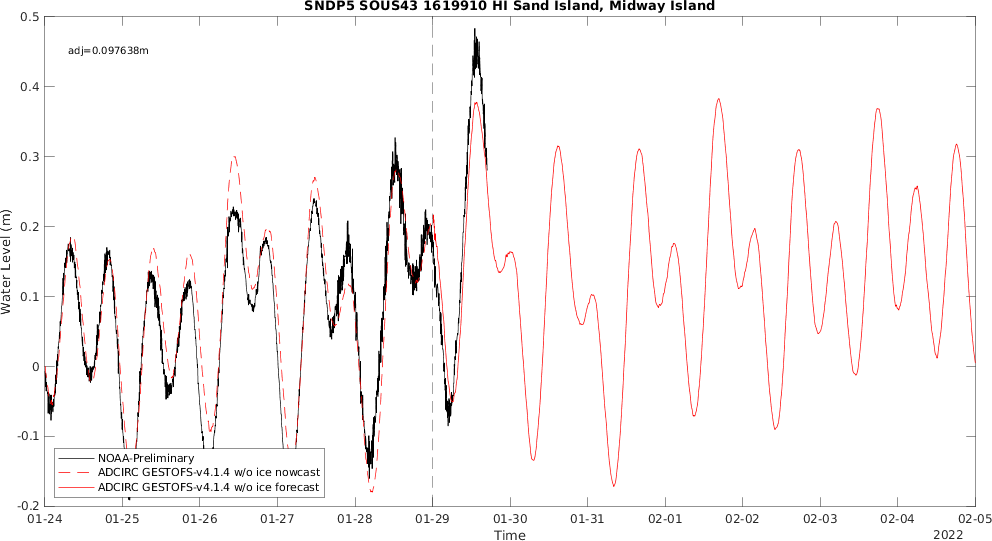 SNDP5 SOUS43 1619910 HI Sand Island, Midway Island
0.5
adj=0.097638m
0.4
0.3
0.2
0.1
0
-0.1
-0.2
Water Level (m)
NOAA-Preliminary
ADCIRC GESTOFS-v4.1.4 w/o ice nowcast
ADCIRC GESTOFS-v4.1.4 w/o ice forecast
01-24 01-25 01-26 01-27 01-28 01-29 01-30 01-31 02-01 02-02 02-03 02-04 02-05
Time
2022